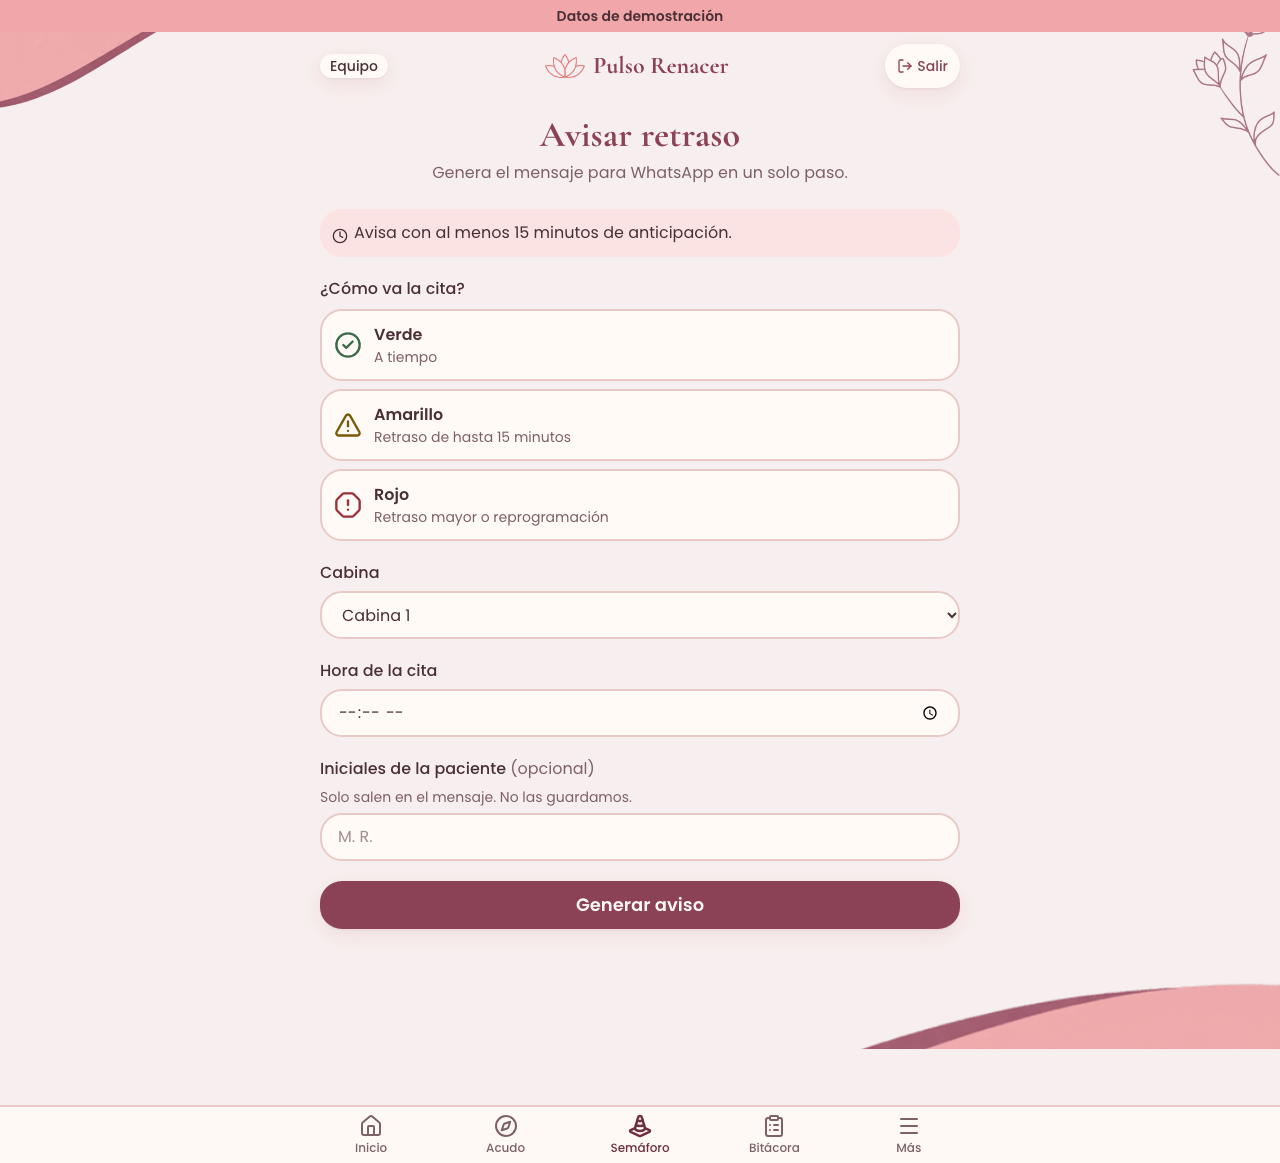 Datos de demostración
Equipo
Pulso Renacer
Salir
Avisar retraso
Genera el mensaje para WhatsApp en un solo paso.
Avisa con al menos 15 minutos de anticipación.
¿Cómo va la cita?
Verde
A tiempo
Amarillo
Retraso de hasta 15 minutos
Rojo
Retraso mayor o reprogramación
Cabina
Cabina 1
Hora de la cita
--:-- --
Iniciales de la paciente (opcional)
Solo salen en el mensaje. No las guardamos.
M. R.
Generar aviso
Inicio
Acudo
Semáforo
Bitácora
Más